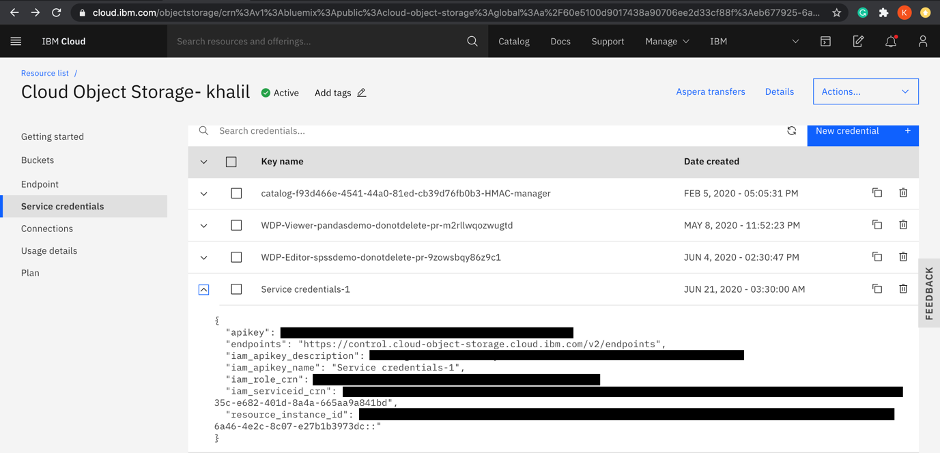 cloud.ibm.com/objectstorage/crn%3Av1%3Abluemix%3Apublic%3Acloud-object-storage%3Aglobal%3Aa%2F60e5100d9017438a90706ee2d33cf88f%3Aeb677925-6a...
K
IBM Cloud
Search resources and offerings...
Catalog
Docs
Support
Manage
IBM
Resource list /
Cloud Object Storage- khalil
Active
Add tags
Aspera transfers
Details
Actions...
Getting started
Buckets
Endpoint
Service credentials
Connections
Usage details
Plan
Search credentials...
New credential +
Key name Date created
catalog-f93d466e-4541-44a0-81ed-cb39d76fb0b3-HMAC-manager FEB 5, 2020 - 05:05:31 PM
WDP-Viewer-pandasdemo-donotdelete-pr-m2rllwqozwugtd MAY 8, 2020 - 11:52:23 PM
WDP-Editor-spssdemo-donotdelete-pr-9zowsbqy86z9c1 JUN 4, 2020 - 02:30:47 PM
Service credentials-1 JUN 21, 2020 - 03:30:00 AM
{
"apikey":
"endpoints": "https://control.cloud-object-storage.cloud.ibm.com/v2/endpoints",
"iam_apikey_description":
"iam_apikey_name": "Service credentials-1",
"iam_role_crn":
"iam_serviceid_crn":
35c-e682-401d-8a4a-665aa9a841bd",
"resource_instance_id":
6a46-4e2c-8c07-e27b1b3973dc::"
}
FEEDBACK